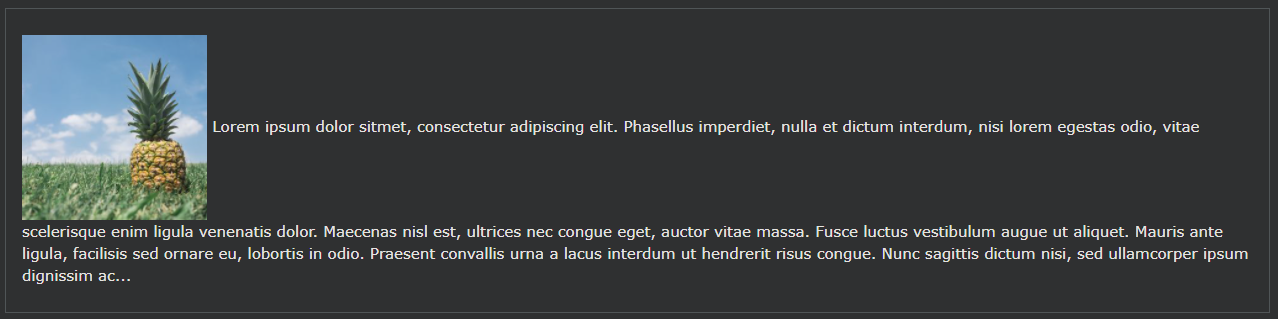 Lorem ipsum dolor sitmet, consectetur adipiscing elit. Phasellus imperdiet, nulla et dictum interdum, nisi lorem egestas odio, vitae
scelerisque enim ligula venenatis dolor. Maecenas nisl est, ultrices nec congue eget, auctor vitae massa. Fusce luctus vestibulum augue ut aliquet. Mauris ante
ligula, facilisis sed ornare eu, lobortis in odio. Praesent convallis urna a lacus interdum ut hendrerit risus congue. Nunc sagittis dictum nisi, sed ullamcorper ipsum
dignissim ac...